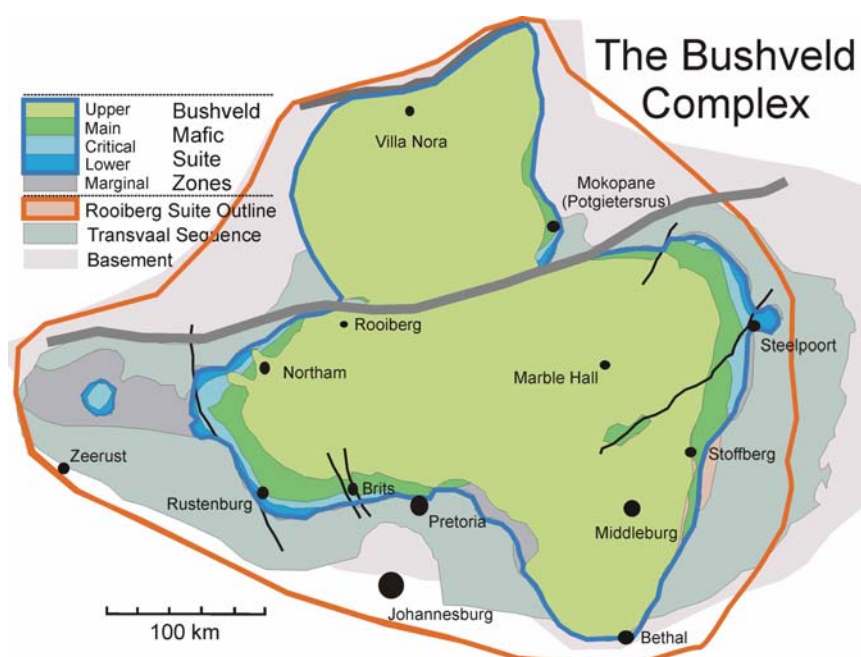 The Bushveld
Complex
Upper
Main
Critical
Lower
Marginal
Bushveld
Mafic
Suite
Zones
Rooiberg Suite Outline
Transvaal Sequence
Basement
Villa Nora
Mokopane
(Potgietersrus)
Rooiberg
Northam
Marble Hall
Steelpoort
Zeerust
Stoffberg
Rustenburg
Brits
Pretoria
Middleburg
Johannesburg
Bethal
100 km